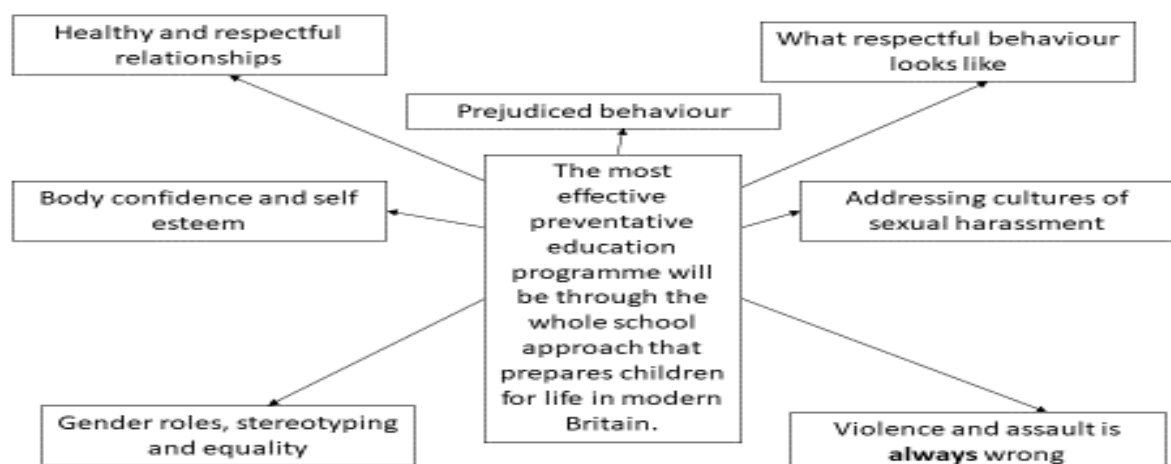 Healthy and respectful
relationships
What respectful behaviour
looks like
Prejudiced behaviour
Body confidence and self
esteem
The most
effective
preventative
education
programme will
be through the
whole school
approach that
prepares children
for life in modern
Britain.
Addressing cultures of
sexual harassment
Gender roles, stereotyping
and equality
Violence and assault is
always wrong